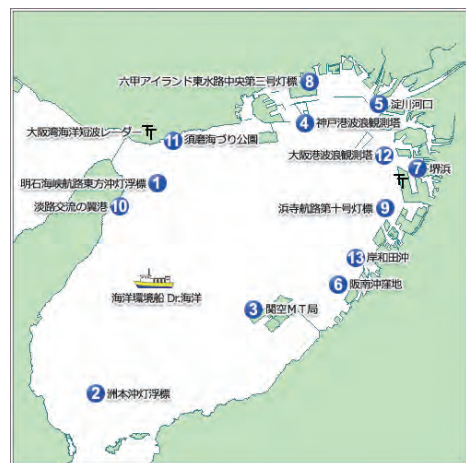 六甲アイランド東水路中央第三号灯標 8
5 淀川河口
4 神戸港波浪観測塔
大阪湾海洋短波レーダー
11 須磨海づり公園
大阪港波浪観測塔 12
7 堺浜
明石海峡航路東方沖灯浮標 1
淡路交流の翼港 10
浜寺航路第十号灯標 9
13 岸和田沖
6 阪南沖窪地
海洋環境船 Dr.海洋
3 関空MT局
2 洲本沖灯浮標